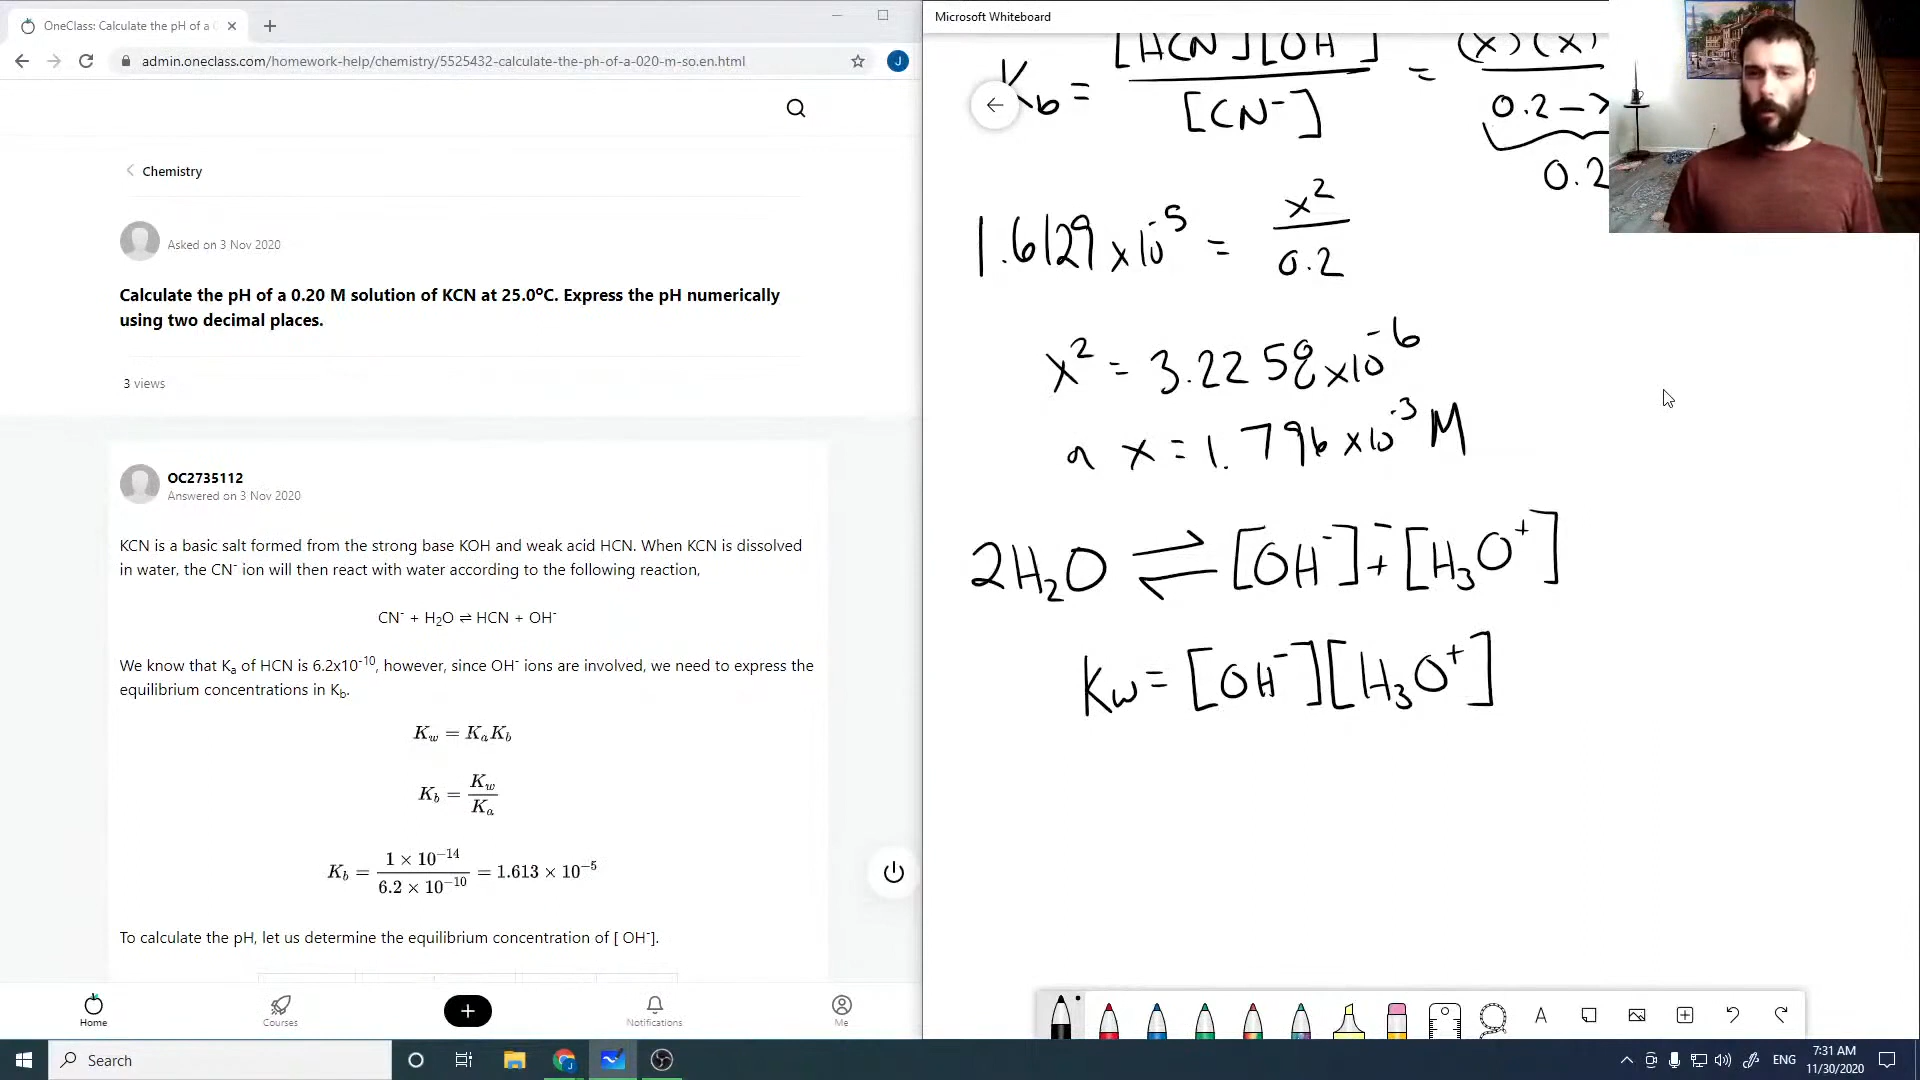 OneClass: Calculate the pH of a
admin.oneclass.com/homework-help/chemistry/5525432-calculate-the-ph-of-a-020-m-so.en.html
J
Chemistry
Asked on 3 Nov 2020
Calculate the pH of a 0.20 M solution of KCN at 25.0ºC. Express the pH numerically
using two decimal places.
3 views
OC2735112
Answered on 3 Nov 2020
KCN is a basic salt formed from the strong base KOH and weak acid HCN. When KCN is dissolved
in water, the CN⁻ ion will then react with water according to the following reaction,
CN⁻ + H₂O ⇌ HCN + OH⁻
We know that Kₐ of HCN is 6.2x10⁻¹⁰, however, since OH⁻ ions are involved, we need to express the
equilibrium concentrations in K_b.
K_w = K_a K_b
K_b = K_w / K_a
K_b = 1 × 10⁻¹⁴ / 6.2 × 10⁻¹⁰ = 1.613 × 10⁻⁵
To calculate the pH, let us determine the equilibrium concentration of [ OH⁻].
Home
Courses
Notifications
Me
Microsoft Whiteboard
K_b = [HCN][OH ] / [CN⁻] = (x)(x) / 0.2 –
0.2
1.6129 x 10⁻⁵ = x² / 0.2
x² = 3.2258 x 10⁻⁶
x = 1.796 x 10⁻³ M
2H₂O ⇌ [OH⁻] + [H₃O⁺]
Kw = [OH⁻][H₃O⁺]
A
Search
ENG
7:31 AM
11/30/2020